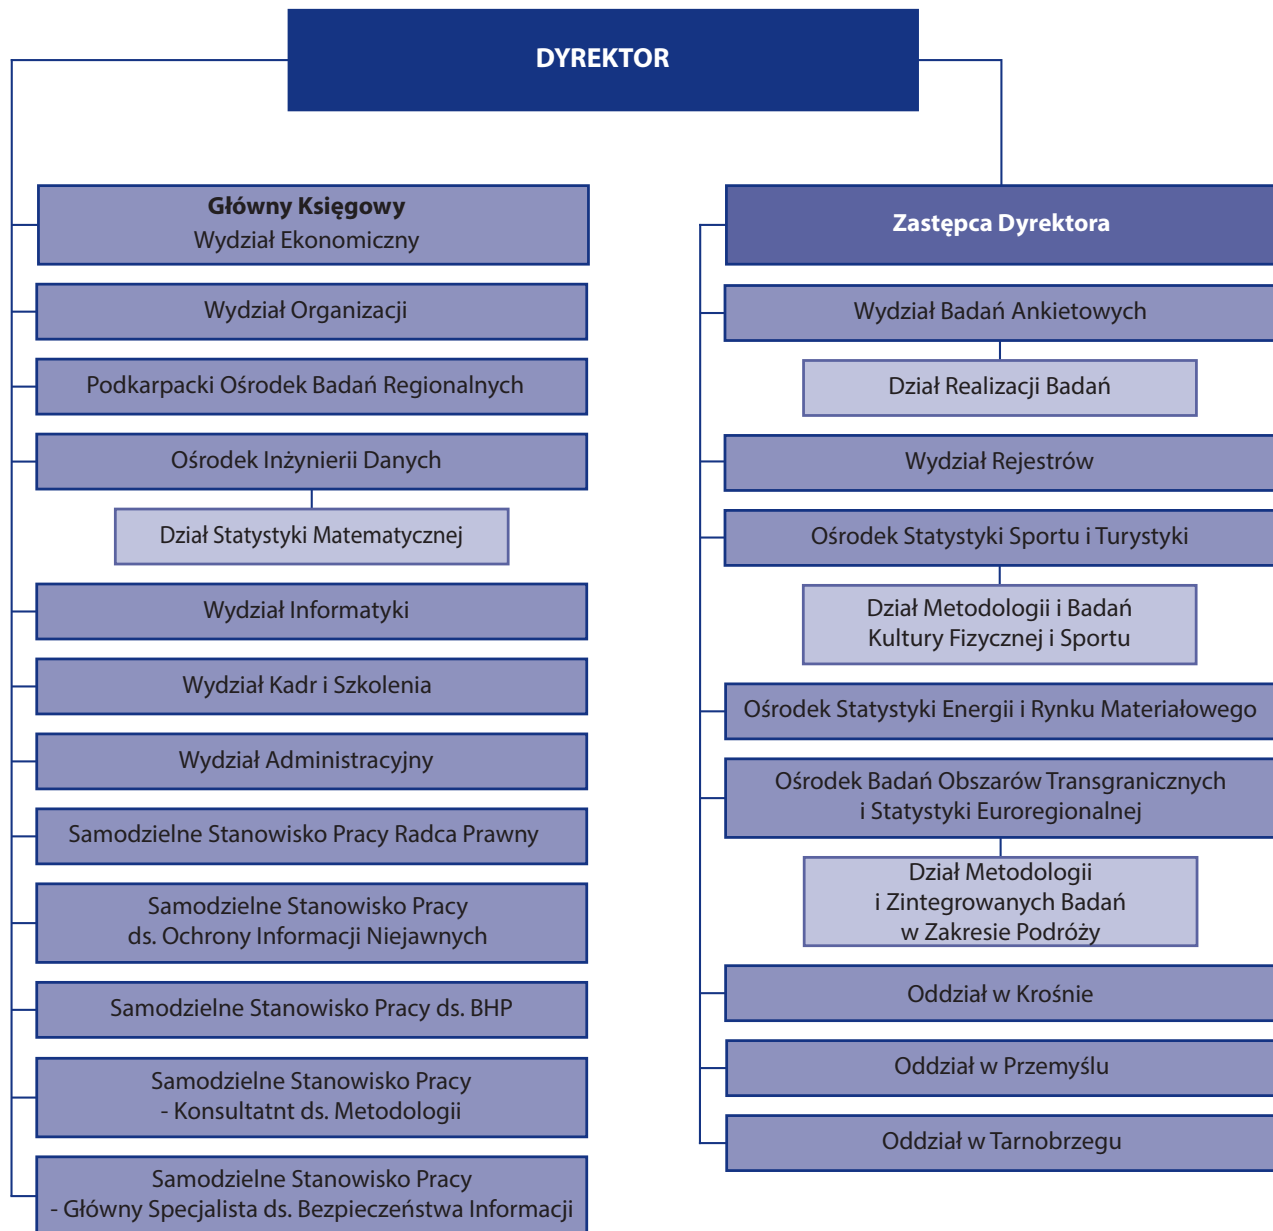 DYREKTOR
Główny Księgowy
Wydział Ekonomiczny
Wydział Organizacji
Podkarpacki Ośrodek Badań Regionalnych
Ośrodek Inżynierii Danych
Dział Statystyki Matematycznej
Wydział Informatyki
Wydział Kadr i Szkolenia
Wydział Administracyjny
Samodzielne Stanowisko Pracy Radca Prawny
Samodzielne Stanowisko Pracy
ds. Ochrony Informacji Niejawnych
Samodzielne Stanowisko Pracy ds. BHP
Samodzielne Stanowisko Pracy
- Konsultatnt ds. Metodologii
Samodzielne Stanowisko Pracy
- Główny Specjalista ds. Bezpieczeństwa Informacji
Zastępca Dyrektora
Wydział Badań Ankietowych
Dział Realizacji Badań
Wydział Rejestrów
Ośrodek Statystyki Sportu i Turystyki
Dział Metodologii i Badań
Kultury Fizycznej i Sportu
Ośrodek Statystyki Energii i Rynku Materiałowego
Ośrodek Badań Obszarów Transgranicznych
i Statystyki Euroregionalnej
Dział Metodologii
i Zintegrowanych Badań
w Zakresie Podróży
Oddział w Krośnie
Oddział w Przemyślu
Oddział w Tarnobrzegu